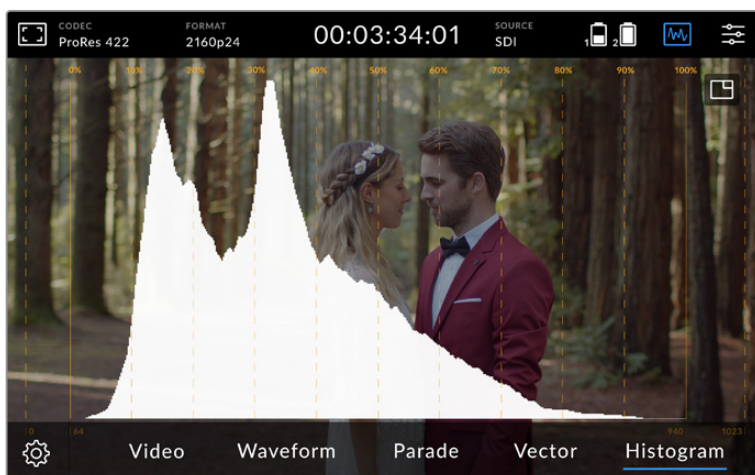 CODEC
ProRes 422
FORMAT
2160p24
00:03:34:01
SOURCE
SDI
1 2
0% 10% 20% 30% 40% 50% 60% 70% 80% 90% 100%
0 64 940 1023
Video Waveform Parade Vector Histogram